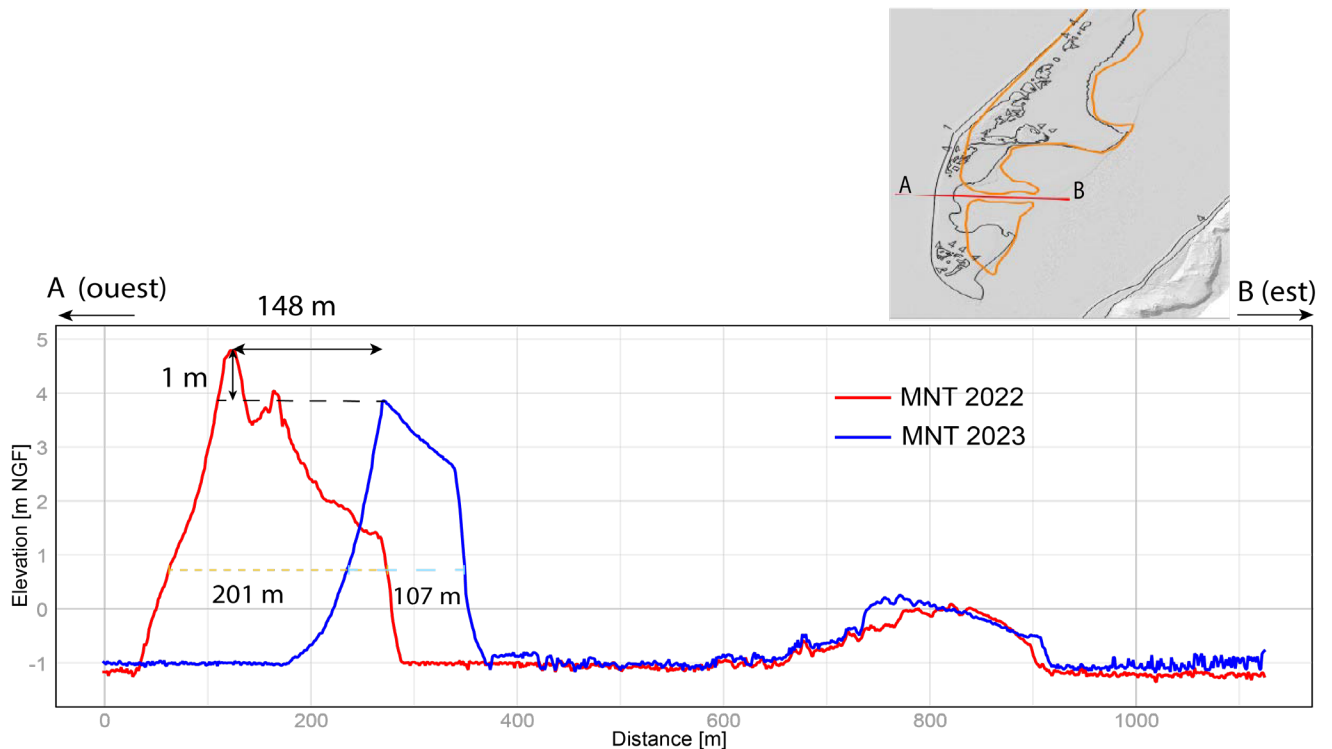 A
B
A (ouest)
B (est)
148 m
1 m
MNT 2022
MNT 2023
201 m
107 m
Elevation [m NGF]
5
4
3
2
1
0
-1
0
200
400
600
800
1000
Distance [m]